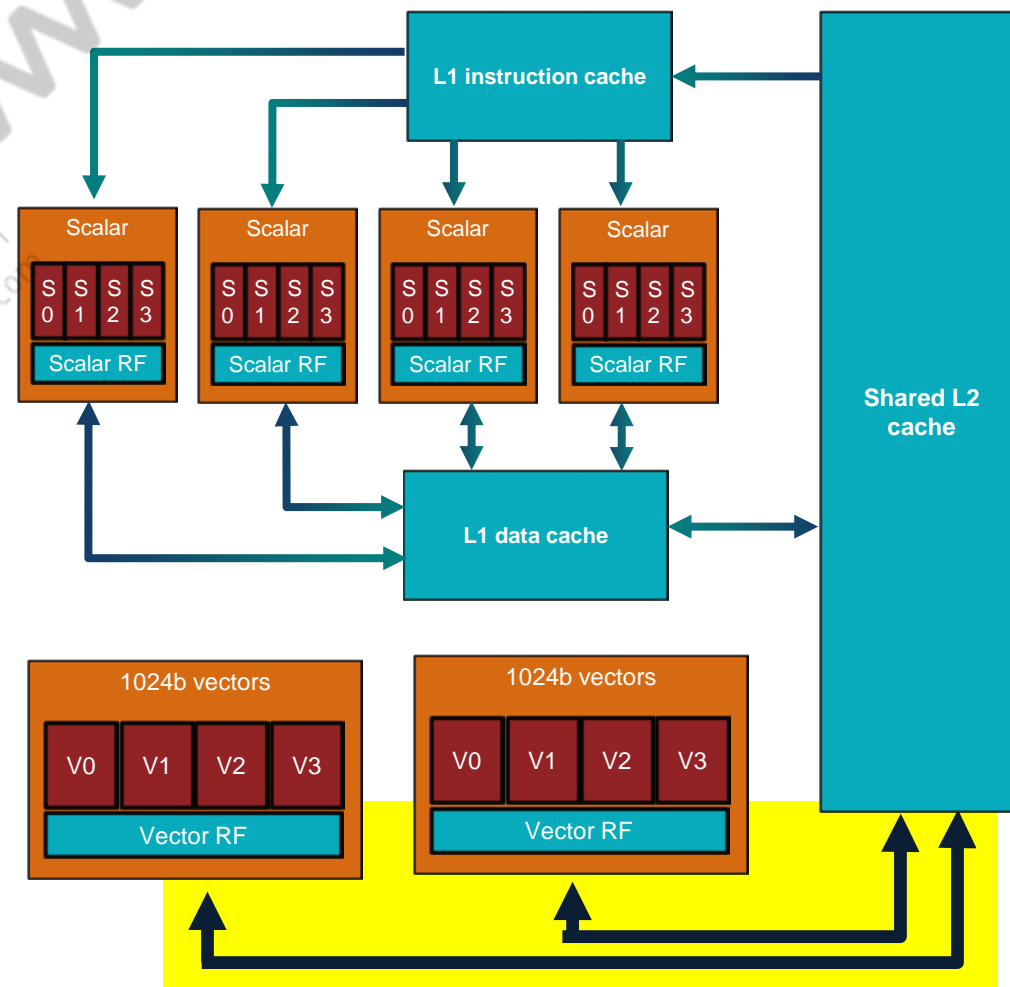 L1 instruction cache
Scalar
S S S S
0 1 2 3
Scalar RF
Scalar
S S S S
0 1 2 3
Scalar RF
Scalar
S S S S
0 1 2 3
Scalar RF
Scalar
S S S S
0 1 2 3
Scalar RF
Shared L2
cache
L1 data cache
1024b vectors
V0 V1 V2 V3
Vector RF
1024b vectors
V0 V1 V2 V3
Vector RF
com